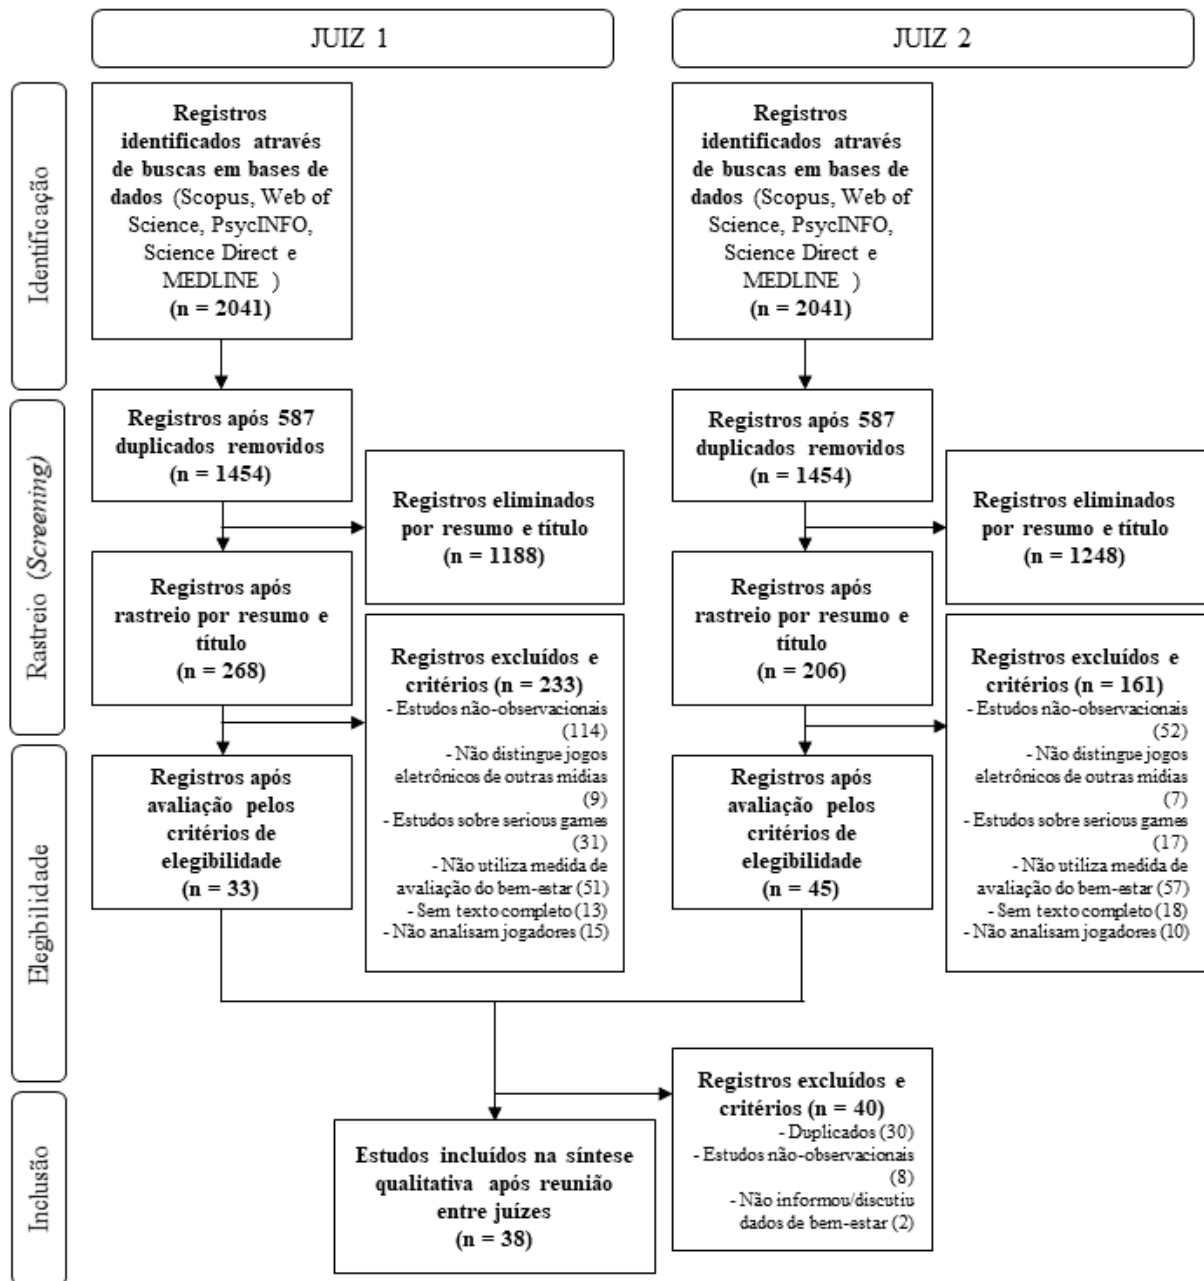 JUIZ 1
JUIZ 2
Identificação
Registros
identificados através
de buscas em bases de
dados (Scopus, Web of
Science, PsycINFO,
Science Direct e
MEDLINE )
(n = 2041)
Registros
identificados através
de buscas em bases de
dados (Scopus, Web of
Science, PsycINFO,
Science Direct e
MEDLINE )
(n = 2041)
Rastreio (Screening)
Registros após 587
duplicados removidos
(n = 1454)
Registros eliminados
por resumo e título
(n = 1188)
Registros após 587
duplicados removidos
(n = 1454)
Registros eliminados
por resumo e título
(n = 1248)
Registros após
rastreio por resumo e
título
(n = 268)
Registros excluídos e
critérios (n = 233)
- Estudos não-observacionais
(114)
- Não distingue jogos
eletrônicos de outras mídias
(9)
- Estudos sobre serious games
(31)
- Não utiliza medida de
avaliação do bem-estar (51)
- Sem texto completo (13)
- Não analisam jogadores (15)
Registros após
rastreio por resumo e
título
(n = 206)
Registros excluídos e
critérios (n = 161)
- Estudos não-observacionais
(52)
- Não distingue jogos
eletrônicos de outras mídias
(7)
- Estudos sobre serious games
(17)
- Não utiliza medida de
avaliação do bem-estar (57)
- Sem texto completo (18)
- Não analisam jogadores (10)
Elegibilidade
Registros após
avaliação pelos
critérios de
elegibilidade
(n = 33)
Registros após
avaliação pelos
critérios de
elegibilidade
(n = 45)
Inclusão
Estudos incluídos na síntese
qualitativa após reunião
entre juízes
(n = 38)
Registros excluídos e
critérios (n = 40)
- Duplicados (30)
- Estudos não-observacionais
(8)
- Não informou/discutiu
dados de bem-estar (2)